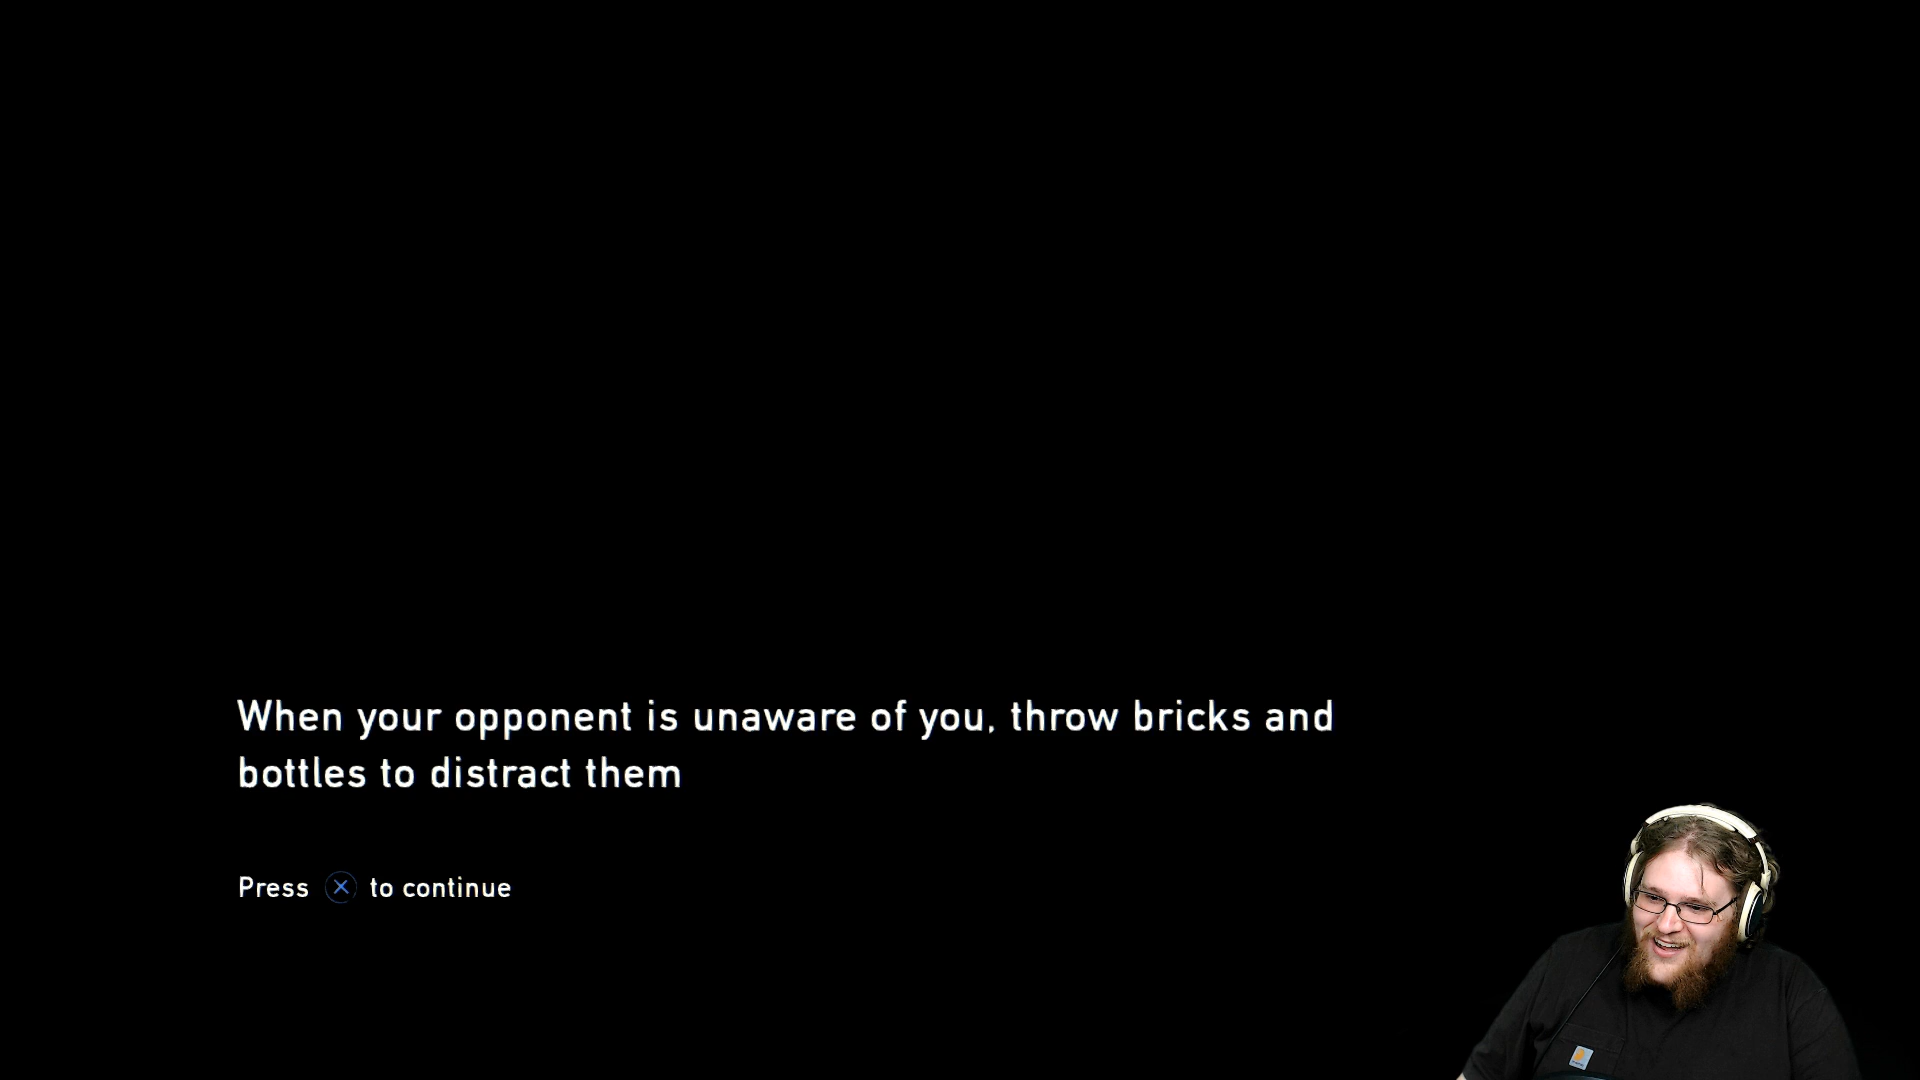 When your opponent is unaware of you, throw bricks and
bottles to distract them
Press to continue